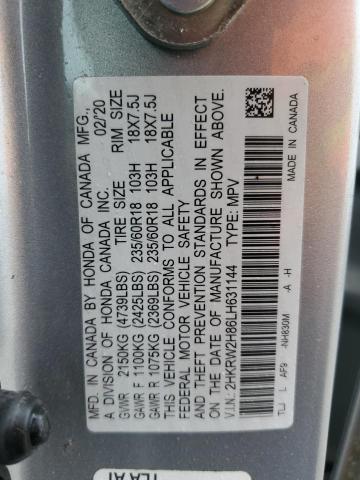 MFD. IN CANADA BY HONDA OF CANADA MFG.,
A DIVISION OF HONDA CANADA INC. 02/20
TIRE SIZE RIM SIZE
GVWR 2150KG (4739LBS)
GAWR F 1100KG (2425LBS) 235/60R18 103H 18X7.5J
GAWR R 1075KG (2369LBS) 235/60R18 103H 18X7.5J
THIS VEHICLE CONFORMS TO ALL APPLICABLE
FEDERAL MOTOR VEHICLE SAFETY
AND THEFT PREVENTION STANDARDS IN EFFECT
ON THE DATE OF MANUFACTURE SHOWN ABOVE.
V.I.N.: 2HKRW2H86LH631144 TYPE: MPV
AF9 -NH830M -A -H
MADE IN CANADA